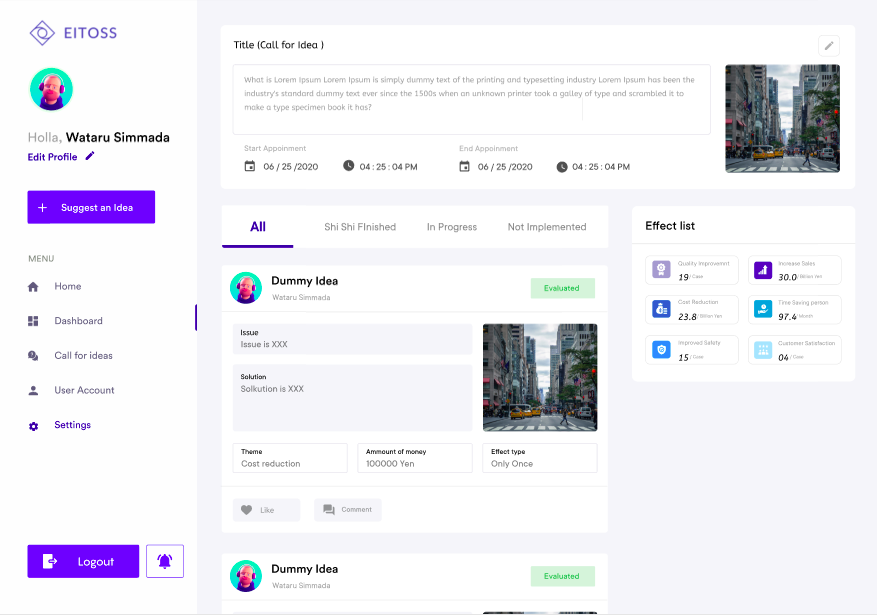 EITOSS
Holla, Wataru Simmada
Edit Profile
+ Suggest an Idea
MENU
Home
Dashboard
Call for ideas
User Account
Settings
Logout
Title (Call for Idea )
What is Lorem Ipsum Lorem Ipsum is simply dummy text of the printing and typesetting industry Lorem Ipsum has been the
industry's standard dummy text ever since the 1500s when an unknown printer took a galley of type and scrambled it to
make a type specimen book it has?
Start Appoinment
06 / 25 /2020
04 : 25 : 04 PM
End Appoinment
06 / 25 /2020
04 : 25 : 04 PM
All
Shi Shi FInished
In Progress
Not Implemented
Dummy Idea
Wataru Simmada
Evaluated
Issue
Issue is XXX
Solution
Solkution is XXX
Theme
Cost reduction
Ammount of money
100000 Yen
Effect type
Only Once
Like
Comment
Dummy Idea
Wataru Simmada
Evaluated
Effect list
Quality Improvemnt
19 / Case
Increase Sales
30.0 / Billion Yen
Cost Reduction
23.8 / Billion Yen
Time Saving person
97.4 / Month
Improved Safety
15 / Case
Customer Satisfaction
04 / Case